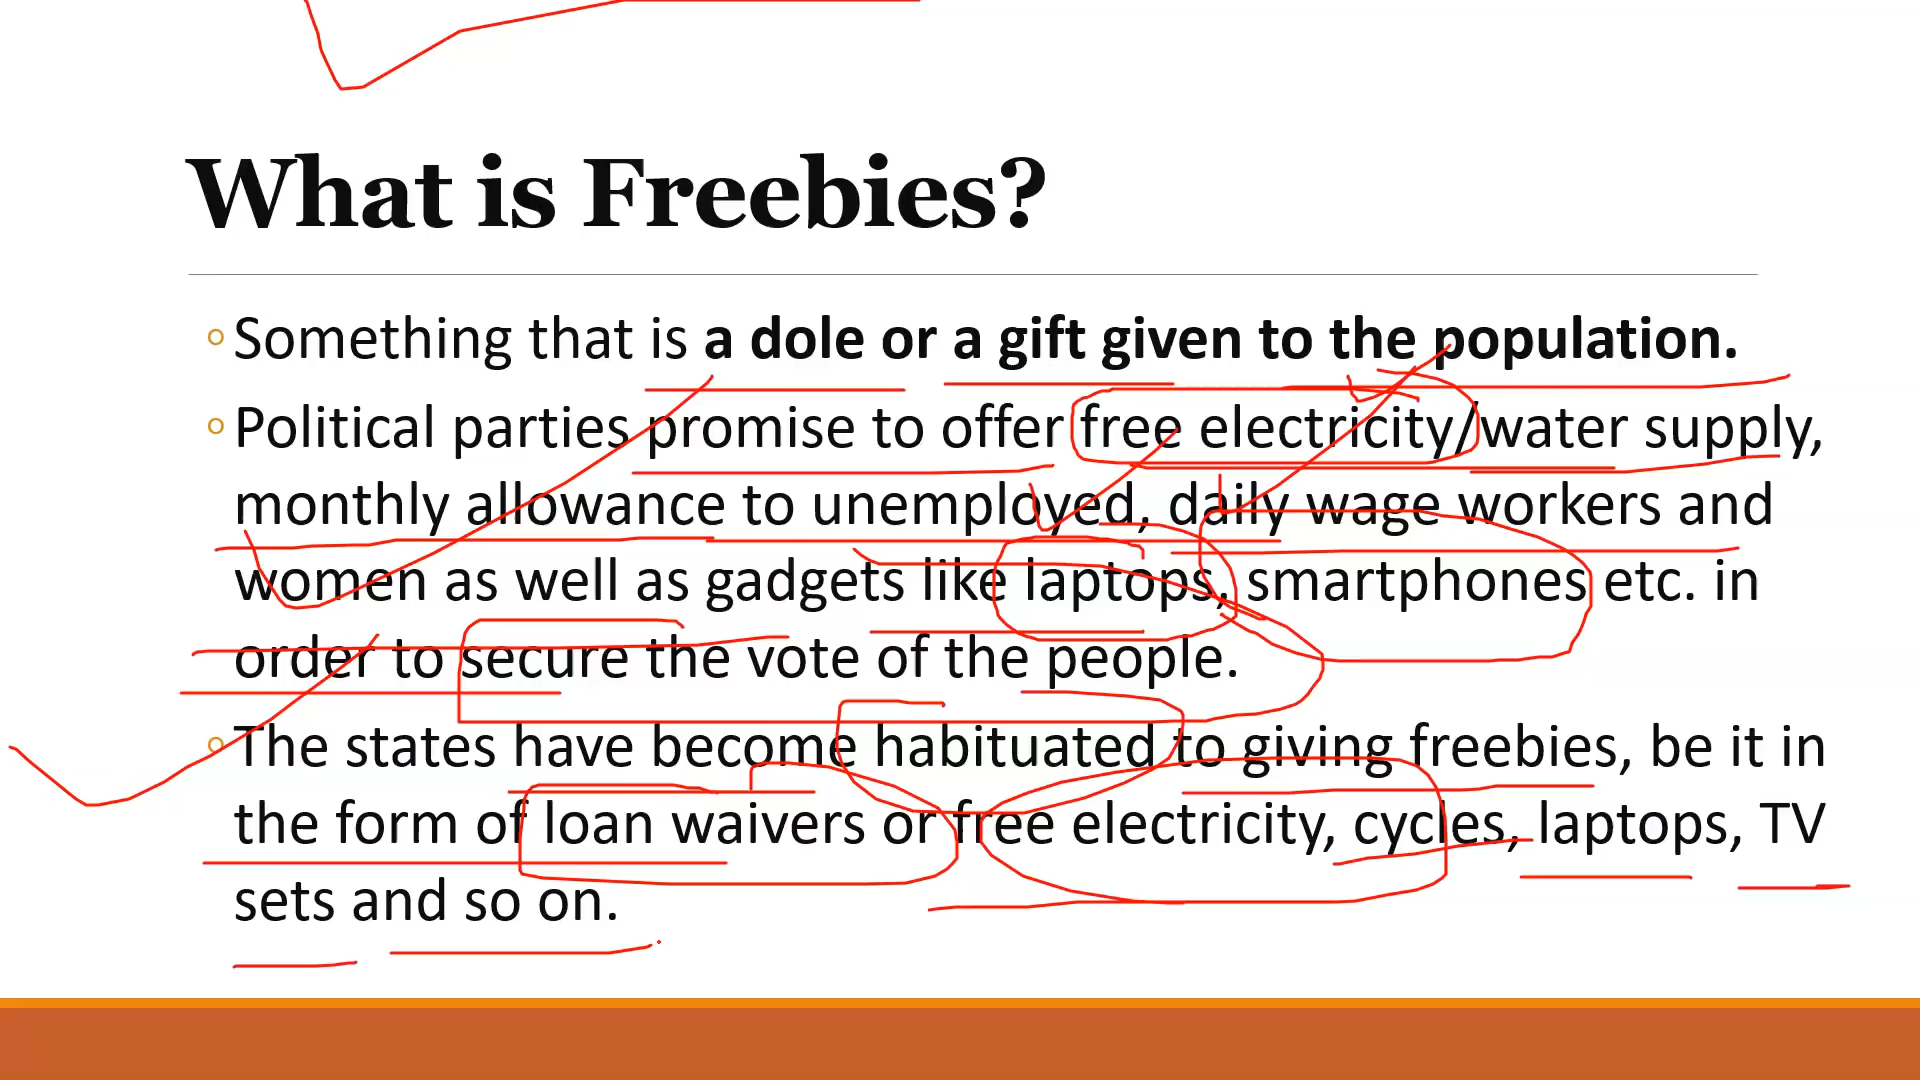 What is Freebies?
Something that is a dole or a gift given to the population.
Political parties promise to offer free electricity/water supply,
monthly allowance to unemployed, daily wage workers and
women as well as gadgets like laptops, smartphones etc. in
order to secure the vote of the people.
The states have become habituated to giving freebies, be it in
the form of loan waivers or free electricity, cycles, laptops, TV
sets and so on.